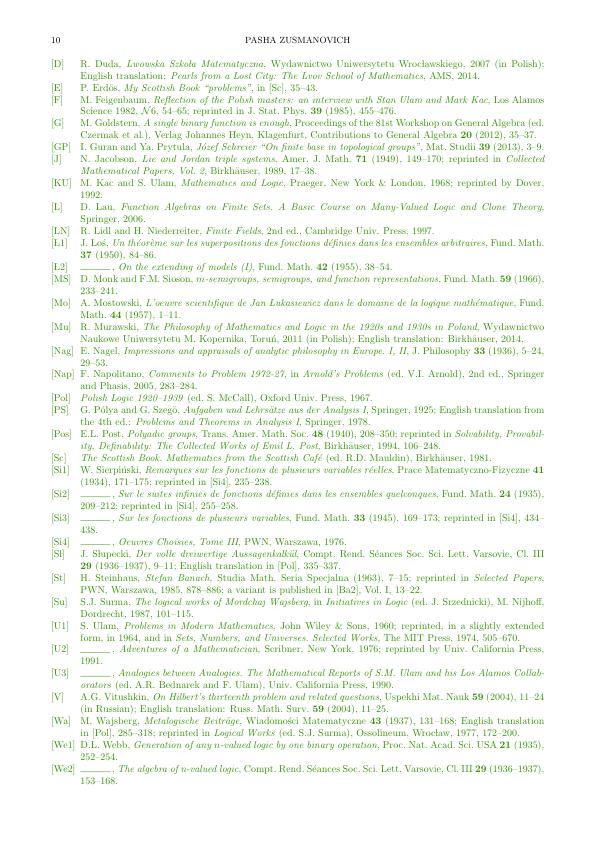 10 PASHA ZUSMANOVICH
[D] R. Duda, Lwowska Szkoła Matematyczna, Wydawnictwo Uniwersytetu Wrocławskiego, 2007 (in Polish);
English translation: Pearls from a Lost City: The Lvov School of Mathematics, AMS, 2014.
[E] P. Erdös, My Scottish Book “problems”, in [Sc], 35–43.
[F] M. Feigenbaum, Reflection of the Polish masters: an interview with Stan Ulam and Mark Kac, Los Alamos
Science 1982, N6, 54–65; reprinted in J. Stat. Phys. 39 (1985), 455–476.
[G] M. Goldstern, A single binary function is enough, Proceedings of the 81st Workshop on General Algebra (ed.
Czermak et al.), Verlag Johannes Heyn, Klagenfurt, Contributions to General Algebra 20 (2012), 35–37.
[GP] I. Guran and Ya. Prytula, Józef Schreier “On finite base in topological groups”, Mat. Studii 39 (2013), 3–9.
[J] N. Jacobson, Lie and Jordan triple systems, Amer. J. Math. 71 (1949), 149–170; reprinted in Collected
Mathematical Papers, Vol. 2, Birkhäuser, 1989, 17–38.
[KU] M. Kac and S. Ulam, Mathematics and Logic, Praeger, New York & London, 1968; reprinted by Dover,
1992.
[L] D. Lau, Function Algebras on Finite Sets. A Basic Course on Many-Valued Logic and Clone Theory,
Springer, 2006.
[LN] R. Lidl and H. Niederreiter, Finite Fields, 2nd ed., Cambridge Univ. Press, 1997.
[L1] J. Łoś, Un théorème sur les superpositions des fonctions défines dans les ensembles arbitraires, Fund. Math.
37 (1950), 84–86.
[L2] ______, On the extending of models (I), Fund. Math. 42 (1955), 38–54.
[MS] D. Monk and F.M. Sioson, m-semigroups, semigroups, and function representations, Fund. Math. 59 (1966),
233–241.
[Mo] A. Mostowski, L’oeuvre scientifique de Jan Łukasiewicz dans le domaine de la logique mathématique, Fund.
Math. 44 (1957), 1–11.
[Mu] R. Murawski, The Philosophy of Mathematics and Logic in the 1920s and 1930s in Poland, Wydawnictwo
Naukowe Uniwersytetu M. Kopernika, Toruń, 2011 (in Polish); English translation: Birkhäuser, 2014.
[Nag] E. Nagel, Impressions and appraisals of analytic philosophy in Europe. I, II, J. Philosophy 33 (1936), 5–24,
29–53.
[Nap] F. Napolitano, Comments to Problem 1972-27, in Arnold’s Problems (ed. V.I. Arnold), 2nd ed., Springer
and Phasis, 2005, 283–284.
[Pol] Polish Logic 1920–1939 (ed. S. McCall), Oxford Univ. Press, 1967.
[PS] G. Pólya and G. Szegö, Aufgaben und Lehrsätze aus der Analysis I, Springer, 1925; English translation from
the 4th ed.: Problems and Theorems in Analysis I, Springer, 1978.
[Pos] E.L. Post, Polyadic groups, Trans. Amer. Math. Soc. 48 (1940), 208–350; reprinted in Solvability, Provabil-
ity, Definability: The Collected Works of Emil L. Post, Birkhäuser, 1994, 106–248.
[Sc] The Scottish Book. Mathematics from the Scottish Café (ed. R.D. Mauldin), Birkhäuser, 1981.
[Si1] W. Sierpiński, Remarques sur les fonctions de plusieurs variables réelles, Prace Matematyczno-Fizyczne 41
(1934), 171–175; reprinted in [Si4], 235–238.
[Si2] ______, Sur le suites infinies de fonctions défines dans les ensembles quelconques, Fund. Math. 24 (1935),
209–212; reprinted in [Si4], 255–258.
[Si3] ______, Sur les fonctions de plusieurs variables, Fund. Math. 33 (1945), 169–173; reprinted in [Si4], 434–
438.
[Si4] ______, Oeuvres Choisies, Tome III, PWN, Warszawa, 1976.
[Sl] J. Słupecki, Der volle dreiwertige Aussagenkalkül, Compt. Rend. Séances Soc. Sci. Lett. Varsovie, Cl. III
29 (1936–1937), 9–11; English translation in [Pol], 335–337.
[St] H. Steinhaus, Stefan Banach, Studia Math. Seria Specjalna (1963), 7–15; reprinted in Selected Papers,
PWN, Warszawa, 1985, 878–886; a variant is published in [Ba2], Vol. I, 13–22.
[Su] S.J. Surma, The logical works of Mordchaj Wajsberg, in Initiatives in Logic (ed. J. Srzednicki), M. Nijhoff,
Dordrecht, 1987, 101–115.
[U1] S. Ulam, Problems in Modern Mathematics, John Wiley & Sons, 1960; reprinted, in a slightly extended
form, in 1964, and in Sets, Numbers, and Universes. Selected Works, The MIT Press, 1974, 505–670.
[U2] ______, Adventures of a Mathematician, Scribner, New York, 1976; reprinted by Univ. California Press,
1991.
[U3] ______, Analogies between Analogies. The Mathematical Reports of S.M. Ulam and his Los Alamos Collab-
orators (ed. A.R. Bednarek and F. Ulam), Univ. California Press, 1990.
[V] A.G. Vitushkin, On Hilbert’s thirteenth problem and related questions, Uspekhi Mat. Nauk 59 (2004), 11–24
(in Russian); English translation: Russ. Math. Surv. 59 (2004), 11–25.
[Wa] M. Wajsberg, Metalogische Beiträge, Wiadomości Matematyczne 43 (1937), 131–168; English translation
in [Pol], 285–318; reprinted in Logical Works (ed. S.J. Surma), Ossolineum, Wrocław, 1977, 172–200.
[We1] D.L. Webb, Generation of any n-valued logic by one binary operation, Proc. Nat. Acad. Sci. USA 21 (1935),
252–254.
[We2] ______, The algebra of n-valued logic, Compt. Rend. Séances Soc. Sci. Lett. Varsovie, Cl. III 29 (1936–1937),
153–168.